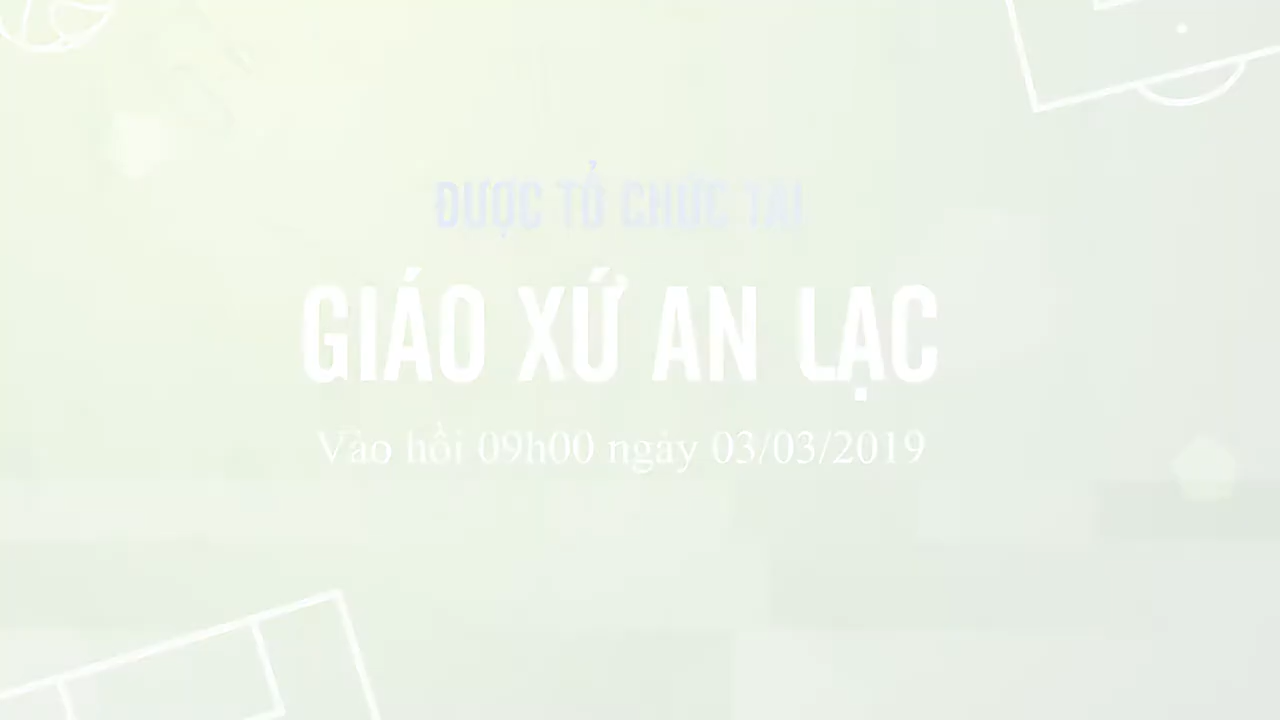 ĐƯỢC TỔ CHỨC TẠI
GIÁO XỨ AN LẠC
Vào hồi 09h00 ngày 03/03/2019